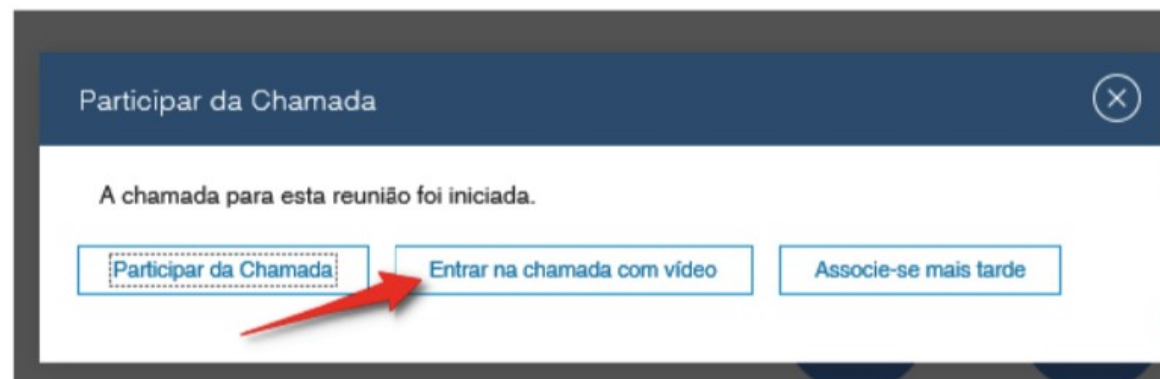 Participar da Chamada
A chamada para esta reunião foi iniciada.
Participar da Chamada
Entrar na chamada com vídeo
Associe-se mais tarde